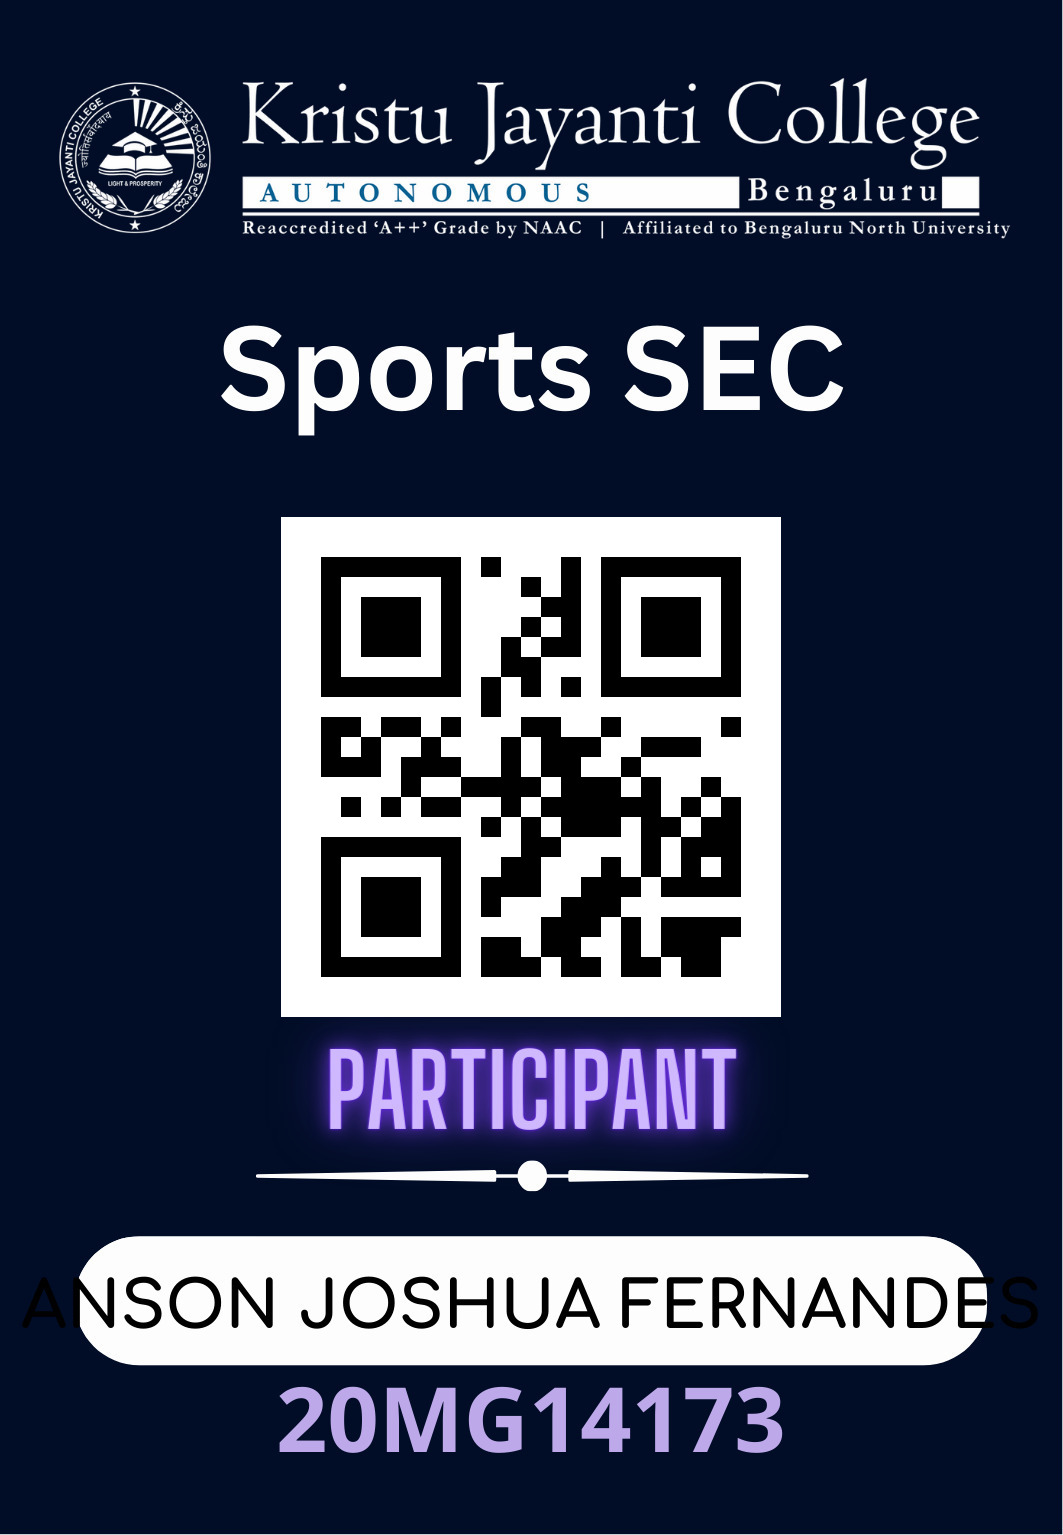 Kristu Jayanti College
AUTONOMOUS Bengaluru
Reaccredited ‘A++’ Grade by NAAC | Affiliated to Bengaluru North University
KRISTU JAYANTI COLLEGE
LIGHT & PROSPERITY
Sports SEC
PARTICIPANT
ANSON JOSHUA FERNANDES
20MG14173